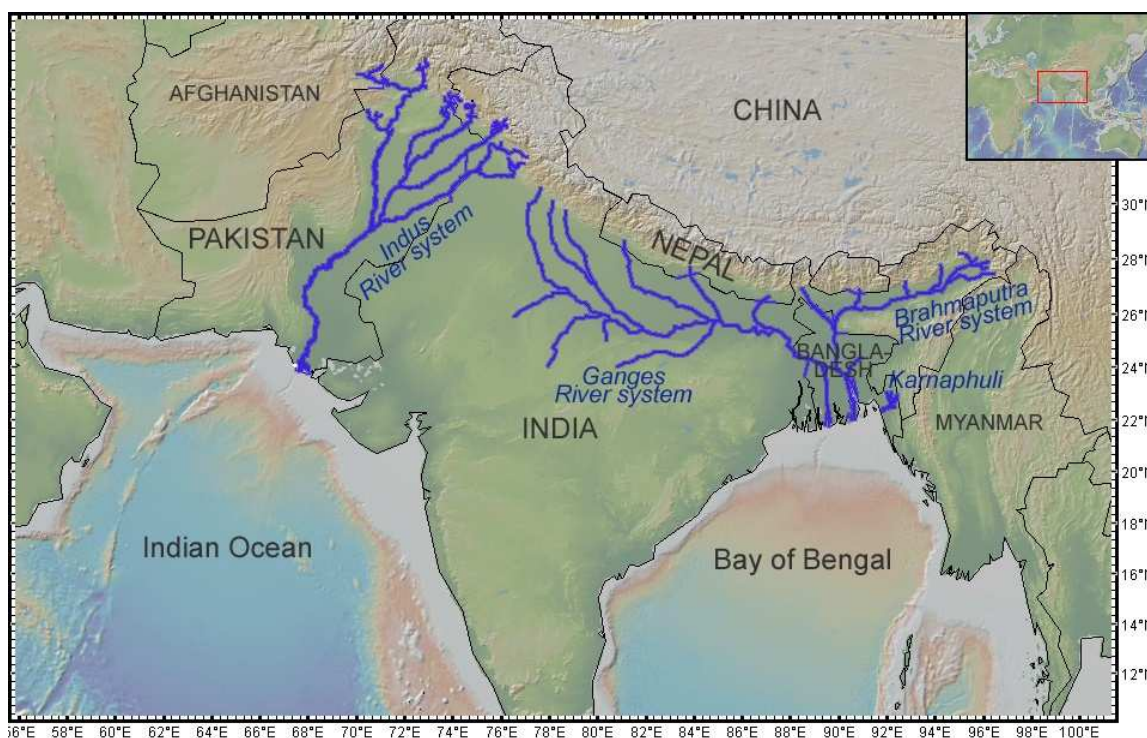 AFGHANISTAN
CHINA
PAKISTAN
Indus
River system
NEPAL
Brahmaputra
River system
BANGLA-
DESH
Karnaphuli
Ganges
River system
INDIA
MYANMAR
Indian Ocean
Bay of Bengal
30°N
28°N
26°N
24°N
22°N
20°N
18°N
16°N
14°N
12°N
56°E 58°E 60°E 62°E 64°E 66°E 68°E 70°E 72°E 74°E 76°E 78°E 80°E 82°E 84°E 86°E 88°E 90°E 92°E 94°E 96°E 98°E 100°E